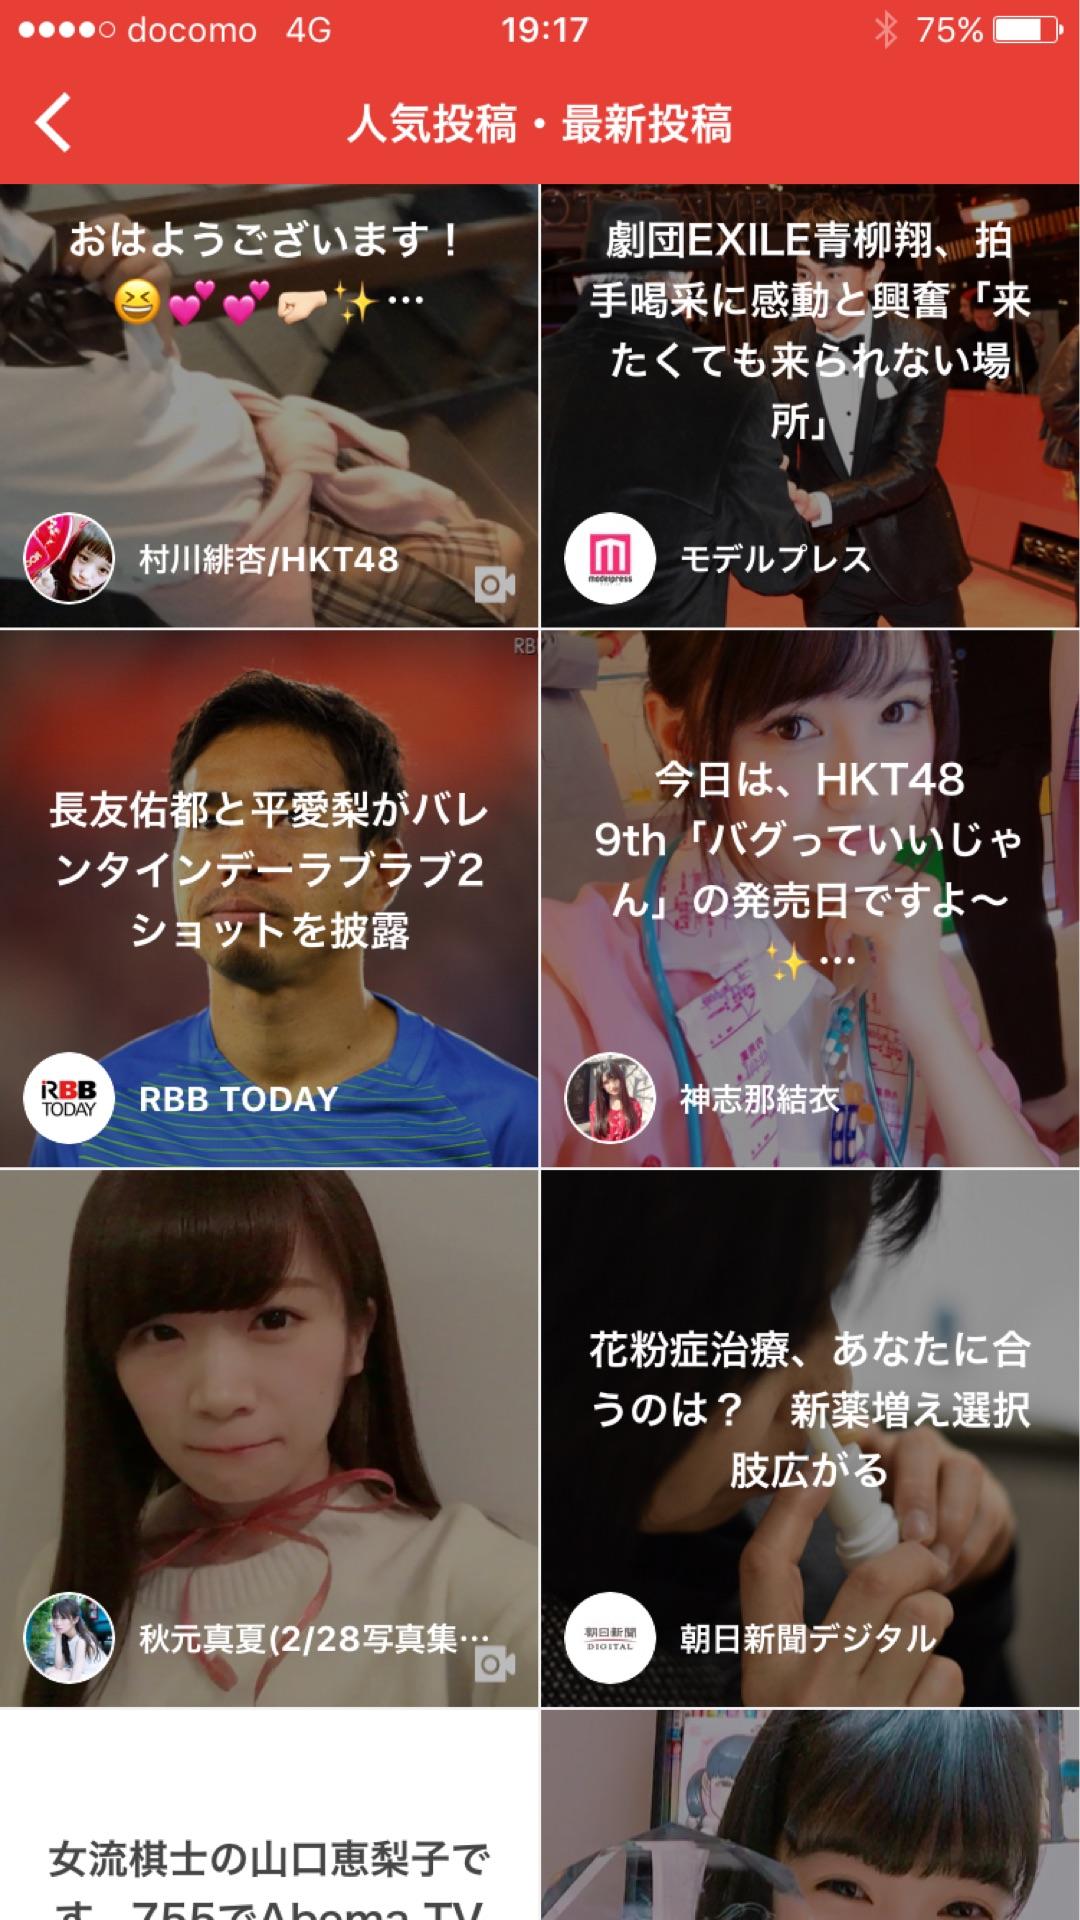 docomo 4G 19:17 75%
人気投稿・最新投稿
おはようございます！
😆💕💕👊🏻✨…
村川緋杏/HKT48
劇団EXILE青柳翔、拍
手喝采に感動と興奮「来
たくても来られない場
所」
modelpress
モデルプレス
RB
長友佑都と平愛梨がバレ
ンタインデーラブラブ2
ショットを披露
RBB
TODAY
RBB TODAY
今日は、HKT48
9th「バグっていいじゃ
ん」の発売日ですよ〜
✨…
神志那結衣
秋元真夏(2/28写真集…
花粉症治療、あなたに合
うのは？　新薬増え選択
肢広がる
朝日新聞
DIGITAL
朝日新聞デジタル
女流棋士の山口恵梨子で
す。755でAbema TV